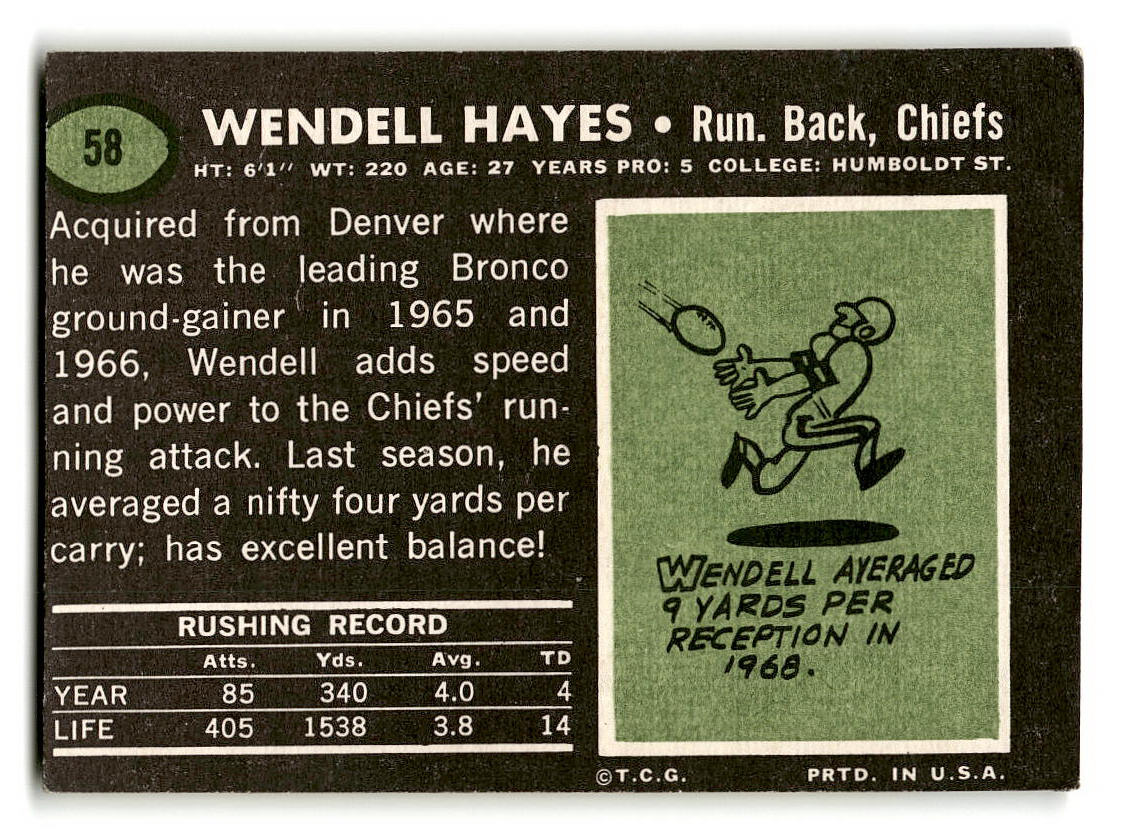 58
WENDELL HAYES • Run. Back, Chiefs
HT: 6'1" WT: 220 AGE: 27 YEARS PRO: 5 COLLEGE: HUMBOLDT ST.
Acquired from Denver where
he was the leading Bronco
ground-gainer in 1965 and
1966, Wendell adds speed
and power to the Chiefs' run-
ning attack. Last season, he
averaged a nifty four yards per
carry; has excellent balance!
RUSHING RECORD
Atts. Yds. Avg. TD
YEAR 85 340 4.0 4
LIFE 405 1538 3.8 14
WENDELL AVERAGED
9 YARDS PER
RECEPTION IN
1968.
©T.C.G. PRTD. IN U.S.A.